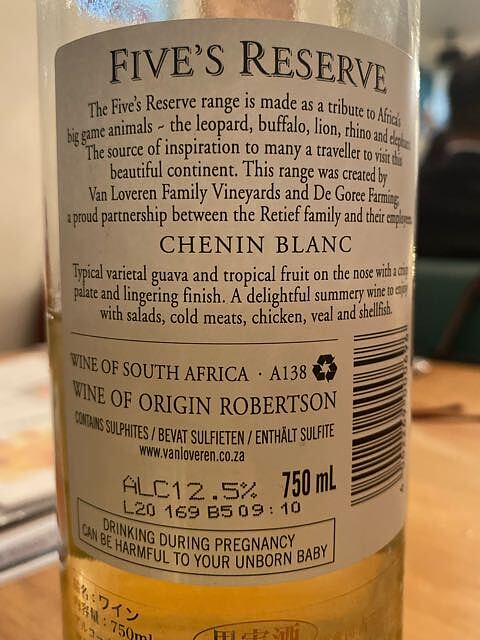 FIVE'S RESERVE
The Five's Reserve range is made as a tribute to Africa's
big game animals ~ the leopard, buffalo, lion, rhino and elephant.
The source of inspiration to many a traveller to visit this
beautiful continent. This range was created by
Van Loveren Family Vineyards and De Goree Farming,
a proud partnership between the Retief family and their employees.
CHENIN BLANC
Typical varietal guava and tropical fruit on the nose with a crisp
palate and lingering finish. A delightful summery wine to enjoy
with salads, cold meats, chicken, veal and shellfish.
WINE OF SOUTH AFRICA · A138
WINE OF ORIGIN ROBERTSON
CONTAINS SULPHITES / BEVAT SULFIETEN / ENTHÄLT SULFITE
www.vanloveren.co.za
ALC12.5% 750 mL
L20 169 B5 09:10
DRINKING DURING PREGNANCY
CAN BE HARMFUL TO YOUR UNBORN BABY
名：ワイン
容量：750ml
果実酒